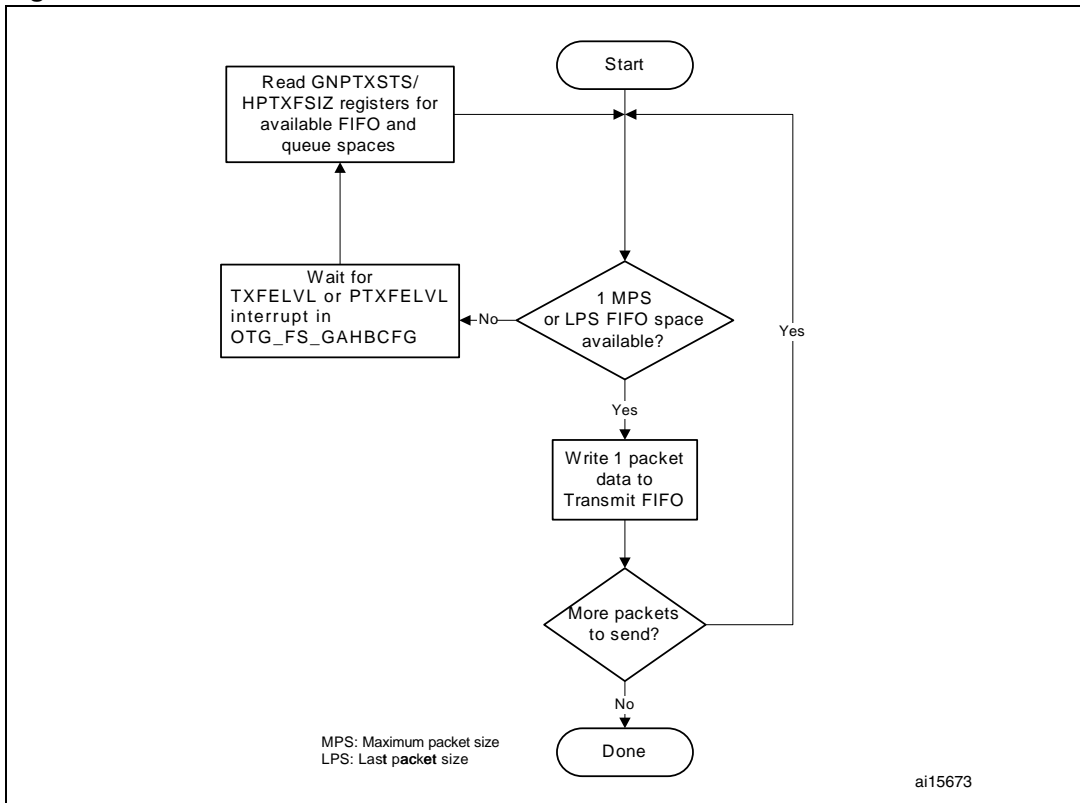 Start
Read GNPTXSTS/
HPTXFSIZ registers for
available FIFO and
queue spaces
Wait for
TXFELVL or PTXFELVL
interrupt in
OTG_FS_GAHBCFG
No
1 MPS
or LPS FIFO space
available?
Yes
Yes
Write 1 packet
data to
Transmit FIFO
More packets
to send?
No
Done
MPS: Maximum packet size
LPS: Last packet size
ai15673